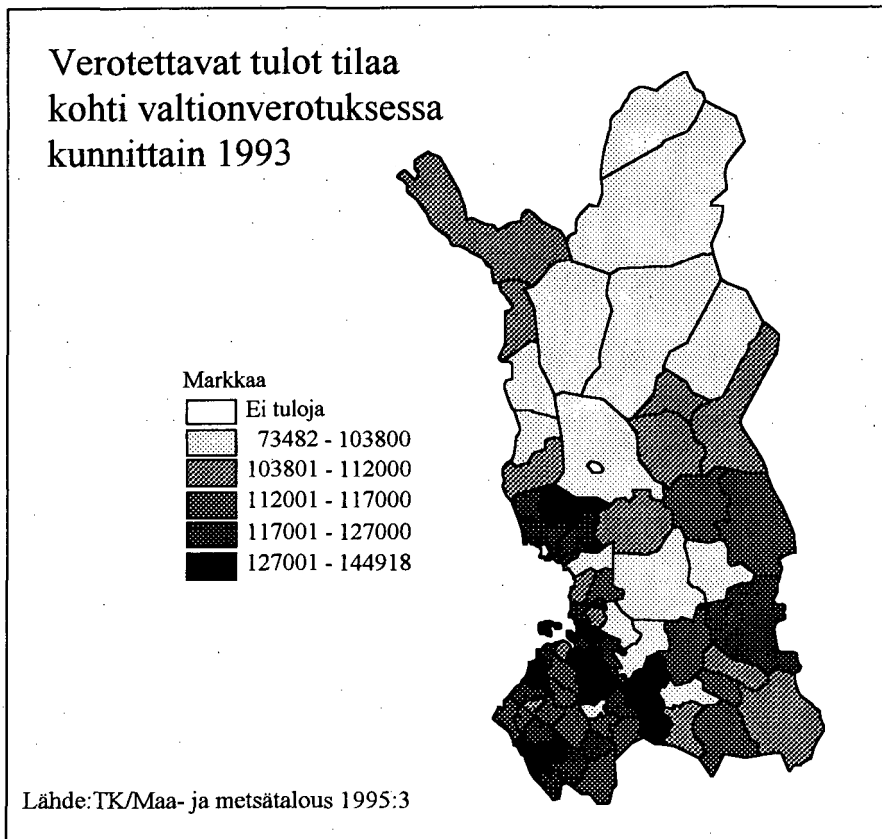 Verotettavat tulot tilaa
kohti valtionverotuksessa
kunnittain 1993
Markkaa
Ei tuloja
73482 - 103800
103801 - 112000
112001 - 117000
117001 - 127000
127001 - 144918
Lähde:TK/Maa- ja metsätalous 1995:3